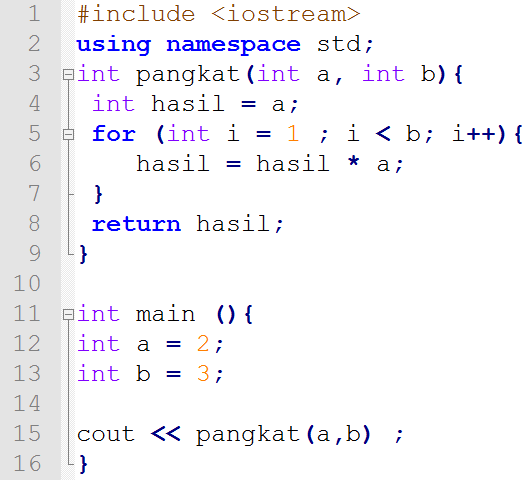 1 #include <iostream>
2 using namespace std;
3 int pangkat(int a, int b){
4 int hasil = a;
5 for (int i = 1 ; i < b; i++){
6 hasil = hasil * a;
7 }
8 return hasil;
9 }
10
11 int main (){
12 int a = 2;
13 int b = 3;
14
15 cout << pangkat(a,b) ;
16 }